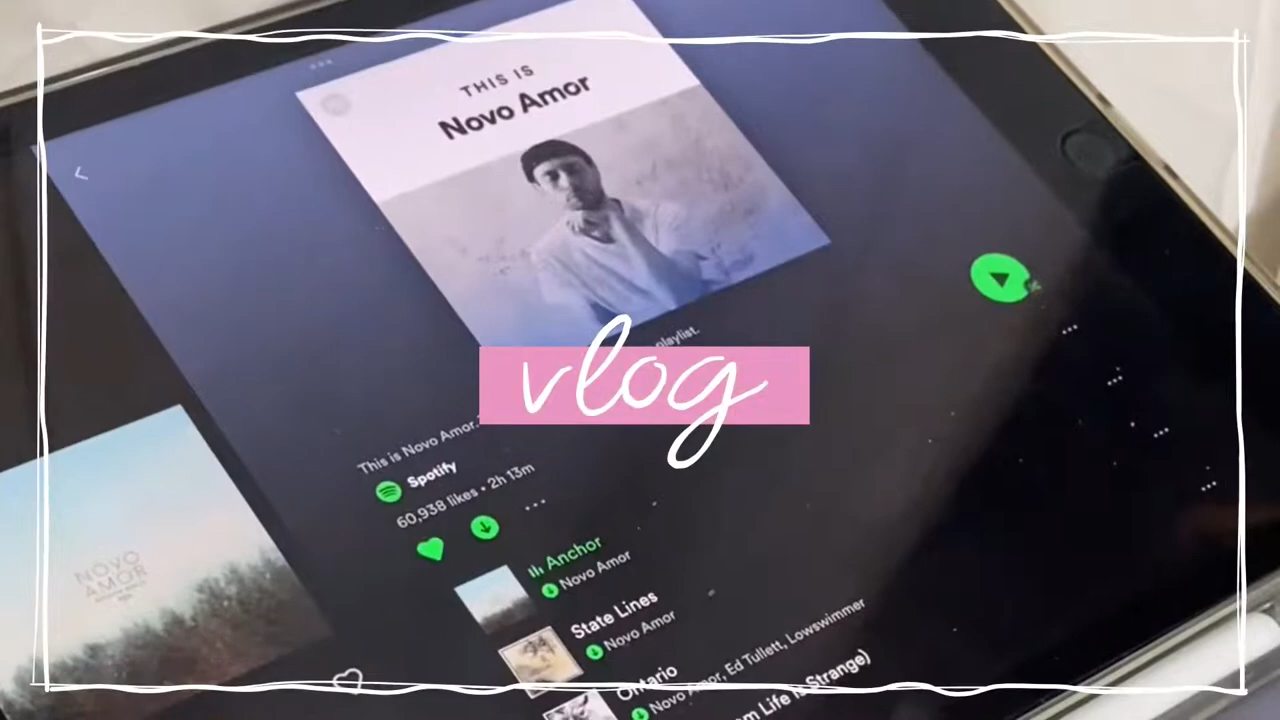 THIS IS
Novo Amor
playlist.
vlog
This is Novo Amor.
Spotify
60,938 likes • 2h 13m
Anchor
Novo Amor
State Lines
Novo Amor
Ontario
Novo Amor, Ed Tullett, Lowswimmer
Life is Strange)
NOVO
AMOR